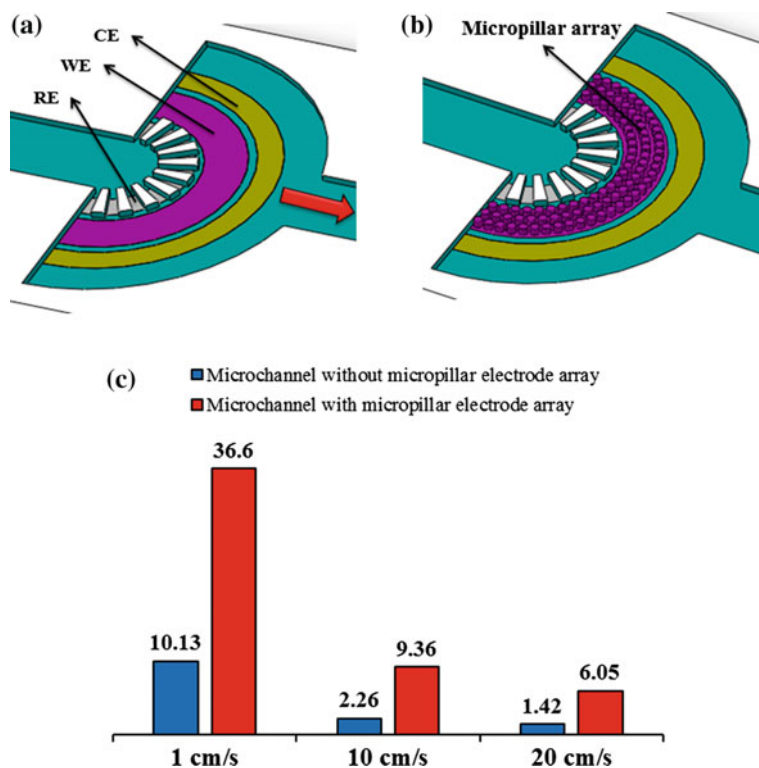 (a)
CE
WE
RE
(b)
Micropillar array
(c)
Microchannel without micropillar electrode array
Microchannel with micropillar electrode array
10.13
36.6
2.26
9.36
1.42
6.05
1 cm/s
10 cm/s
20 cm/s